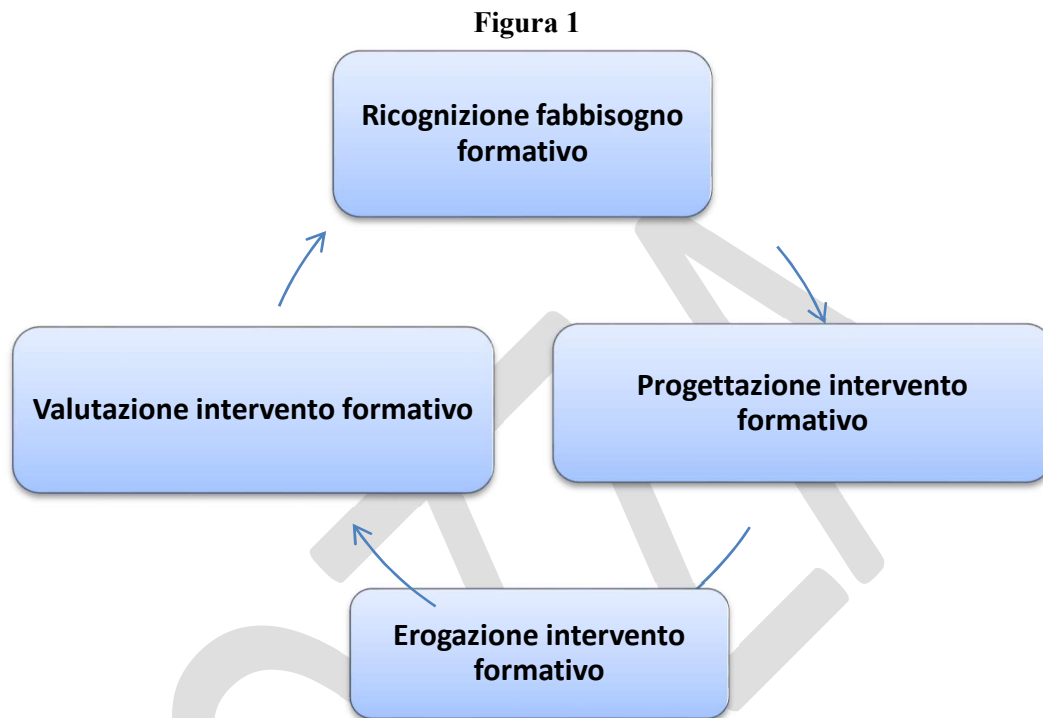 Figura 1
Ricognizione fabbisogno
formativo
Valutazione intervento formativo
Progettazione intervento
formativo
Erogazione intervento
formativo